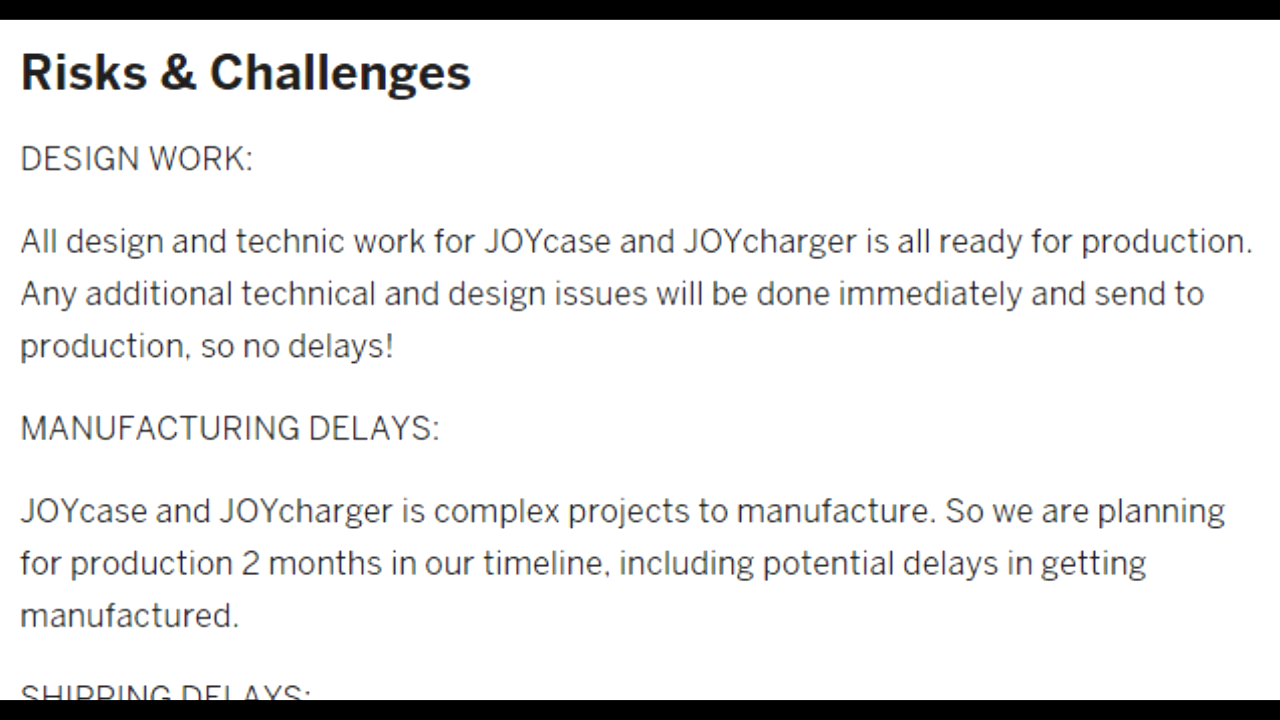 Risks & Challenges
DESIGN WORK:
All design and technic work for JOYcase and JOYcharger is all ready for production.
Any additional technical and design issues will be done immediately and send to
production, so no delays!
MANUFACTURING DELAYS:
JOYcase and JOYcharger is complex projects to manufacture. So we are planning
for production 2 months in our timeline, including potential delays in getting
manufactured.
SHIPPING DELAYS: